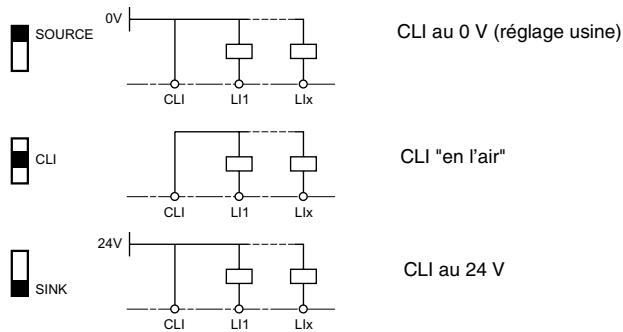 SOURCE
0V
CLI LI1 LIx
CLI au 0 V (réglage usine)
CLI
CLI LI1 LIx
CLI "en l’air"
24V
SINK
CLI LI1 LIx
CLI au 24 V